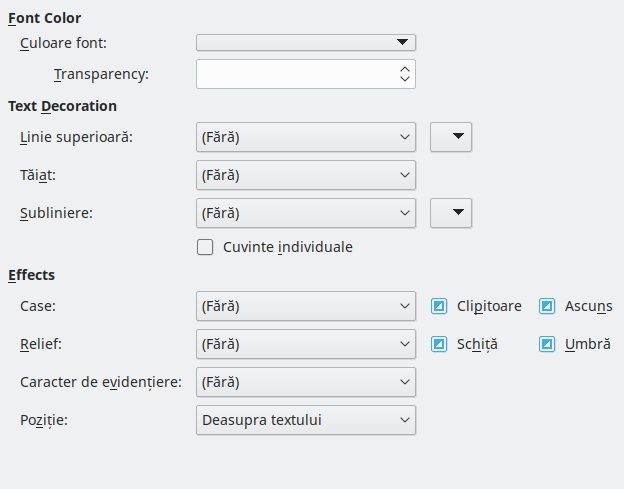 Font Color
Culoare font:
Transparency:
Text Decoration
Linie superioară: (Fără)
Tăiat: (Fără)
Subliniere: (Fără)
Cuvinte individuale
Effects
Case: (Fără) Clipitoare Ascuns
Relief: (Fără) Schiță Umbră
Caracter de evidențiere: (Fără)
Poziție: Deasupra textului